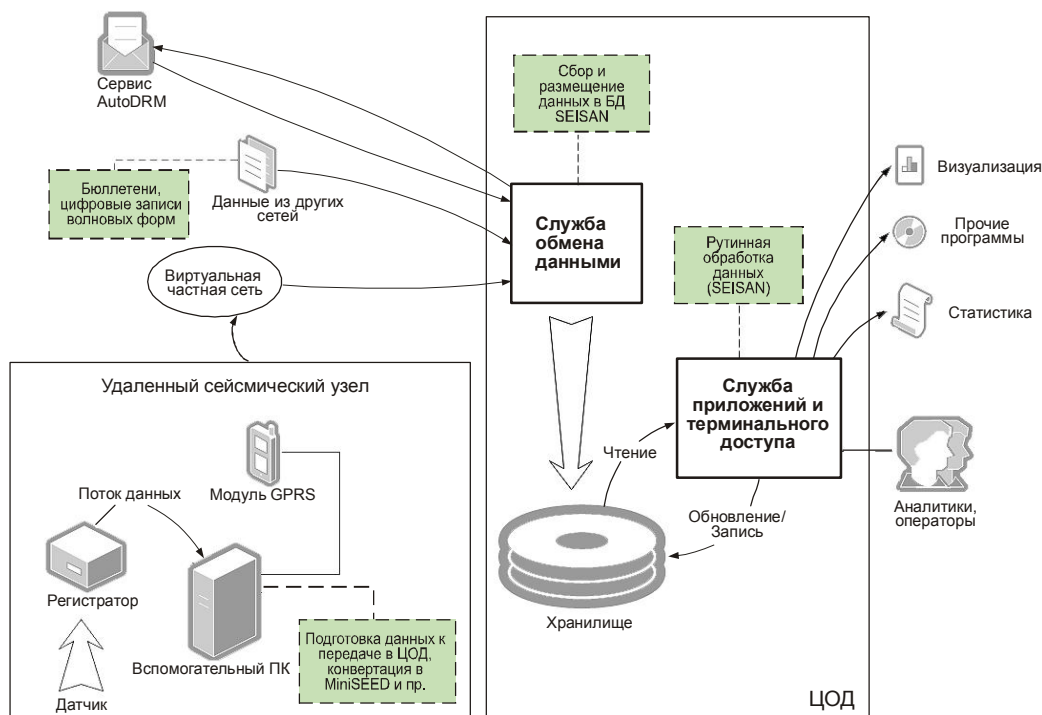 Сервис
AutoDRM
Бюллетени,
цифровые записи
волновых форм
Данные из других
сетей
Виртуальная
частная сеть
Удаленный сейсмический узел
Модуль GPRS
Поток данных
Регистратор
Вспомогательный ПК
Датчик
Подготовка данных к
передаче в ЦОД,
конвертация в
MiniSEED и пр.
Сбор и
размещение
данных в БД
SEISAN
Служба
обмена
данными
Рутинная
обработка
данных
(SEISAN)
Служба
приложений и
терминального
доступа
Чтение
Обновление/
Запись
Хранилище
ЦОД
Визуализация
Прочие
программы
Статистика
Аналитики,
операторы